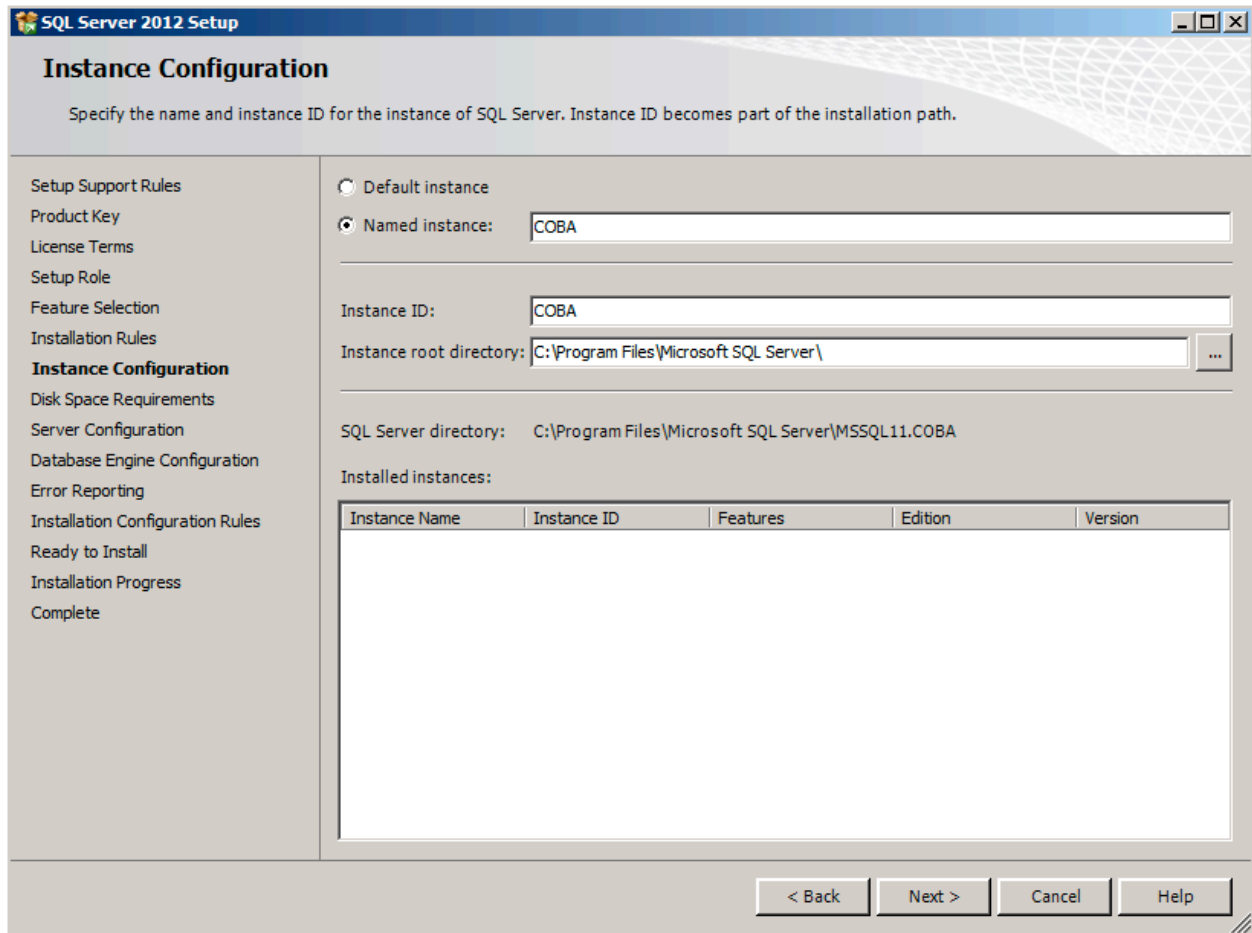 SQL Server 2012 Setup
Instance Configuration
Specify the name and instance ID for the instance of SQL Server. Instance ID becomes part of the installation path.
Setup Support Rules
Product Key
License Terms
Setup Role
Feature Selection
Installation Rules
Instance Configuration
Disk Space Requirements
Server Configuration
Database Engine Configuration
Error Reporting
Installation Configuration Rules
Ready to Install
Installation Progress
Complete
Default instance
Named instance: COBA
Instance ID: COBA
Instance root directory: C:\Program Files\Microsoft SQL Server\ ...
SQL Server directory: C:\Program Files\Microsoft SQL Server\MSSQL11.COBA
Installed instances:
Instance Name Instance ID Features Edition Version
< Back Next > Cancel Help